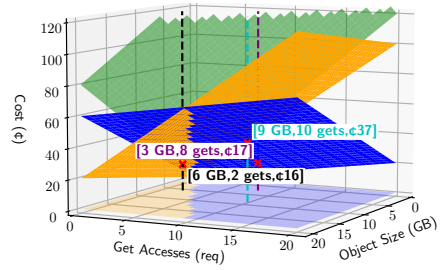 120
100
80
60
40
20
0
Cost (¢)
[9 GB,10 gets,¢37]
[3 GB,8 gets,¢17]
[6 GB,2 gets,¢16]
0 5 10 15 20
Get Accesses (req)
20 15 10 5 0
Object Size (GB)